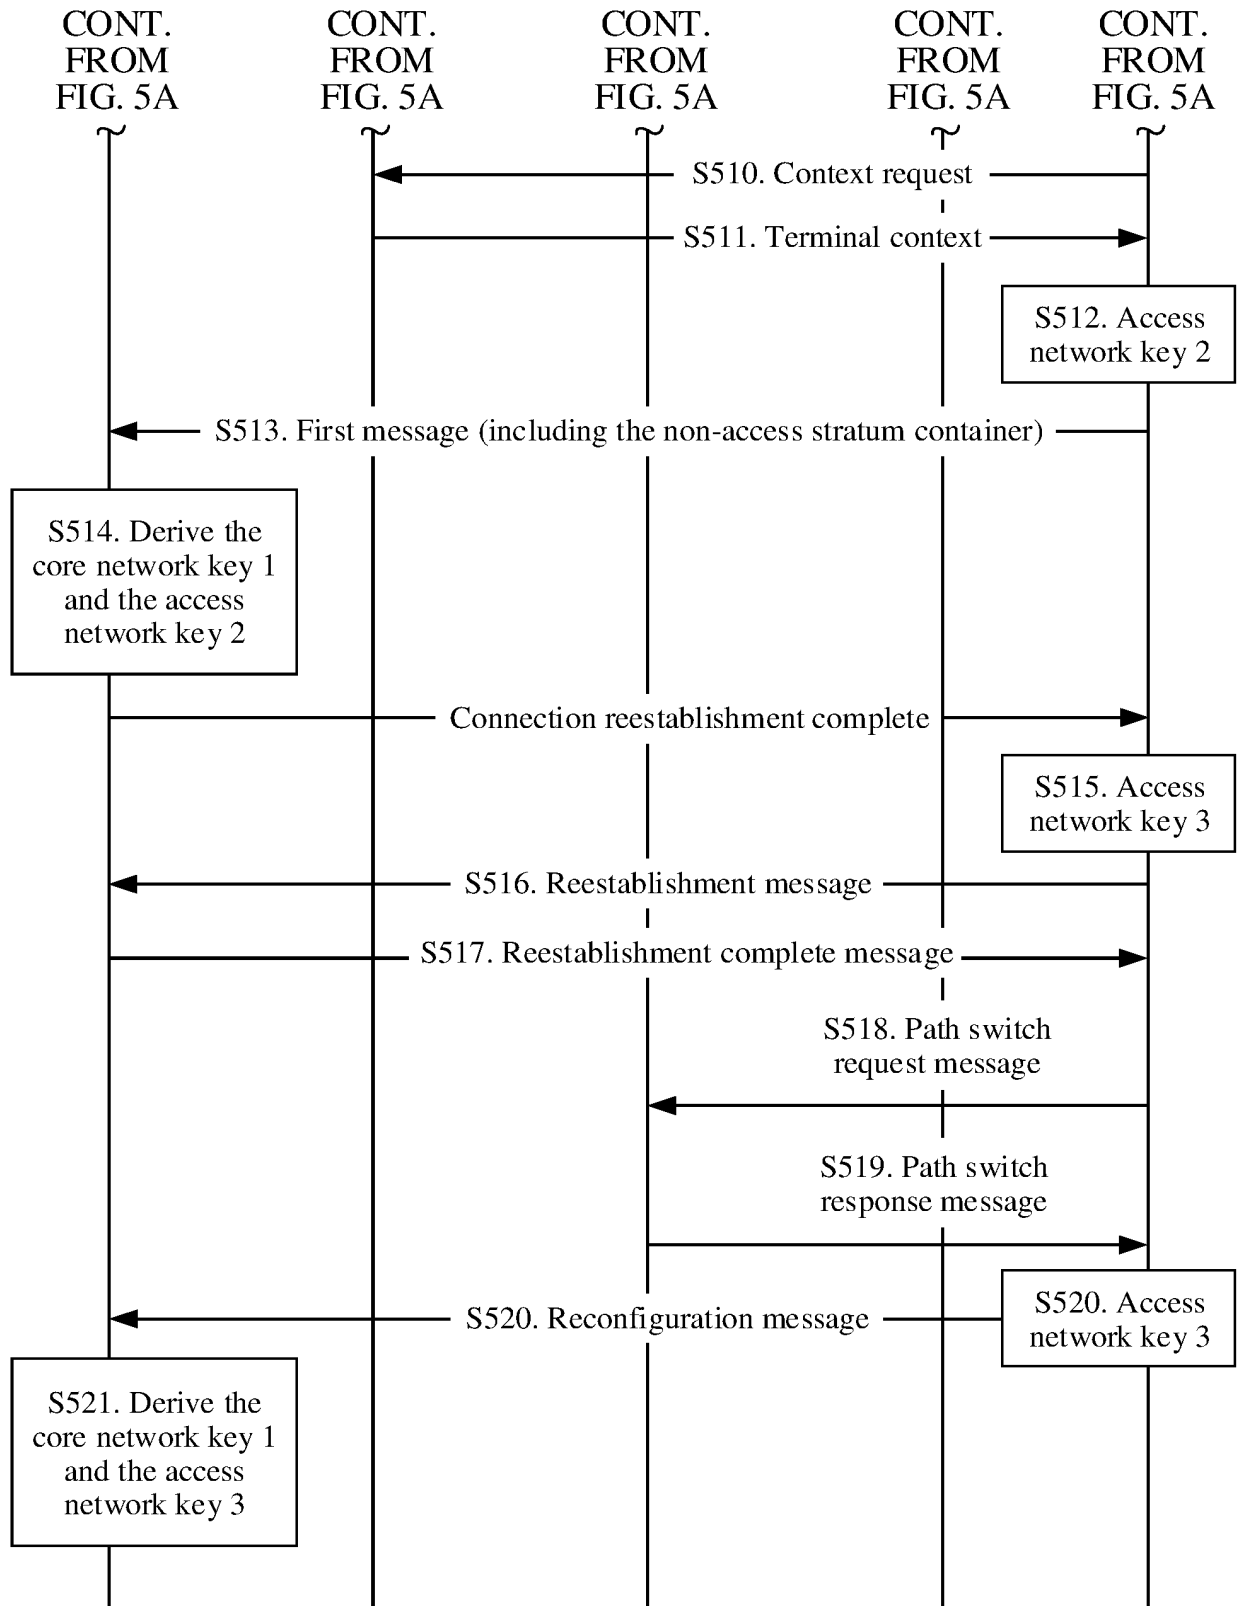 CONT.
FROM
FIG. 5A
CONT.
FROM
FIG. 5A
CONT.
FROM
FIG. 5A
CONT.
FROM
FIG. 5A
CONT.
FROM
FIG. 5A
S510. Context request
S511. Terminal context
S512. Access
network key 2
S513. First message (including the non-access stratum container)
S514. Derive the
core network key 1
and the access
network key 2
Connection reestablishment complete
S515. Access
network key 3
S516. Reestablishment message
S517. Reestablishment complete message
S518. Path switch
request message
S519. Path switch
response message
S520. Reconfiguration message
S520. Access
network key 3
S521. Derive the
core network key 1
and the access
network key 3